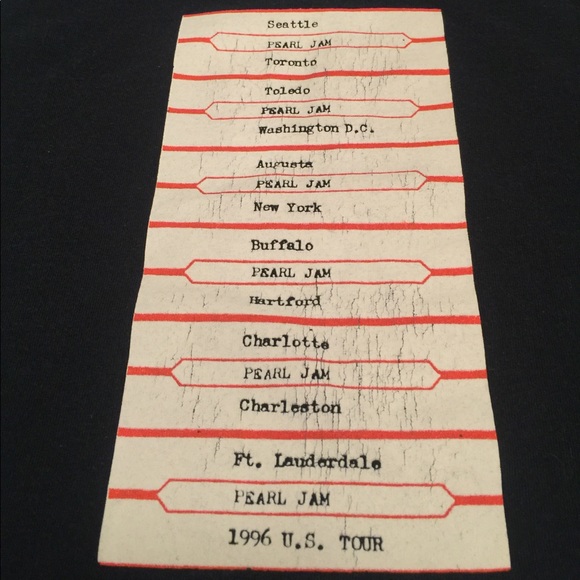 Seattle
PEARL JAM
Toronto
Toledo
PEARL JAM
Washington D.C.
Augusta
PEARL JAM
New York
Buffalo
PEARL JAM
Hartford
Charlotte
PEARL JAM
Charleston
Ft. Lauderdale
PEARL JAM
1996 U.S. TOUR